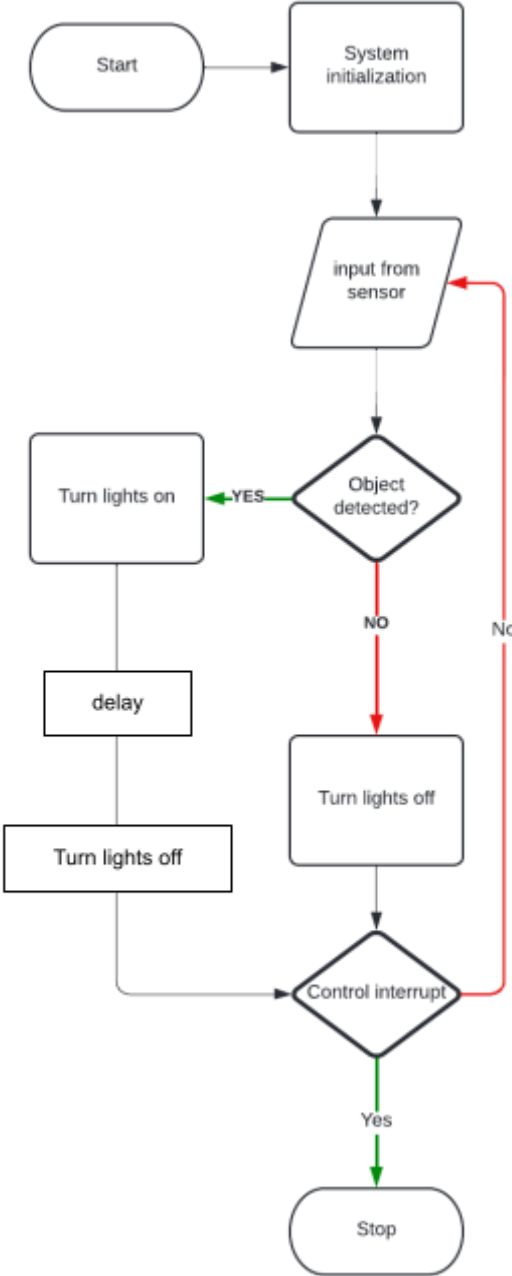 Start
System
initialization
input from
sensor
Object
detected?
YES
Turn lights on
NO
No
delay
Turn lights off
Turn lights off
Control interrupt
Yes
Stop